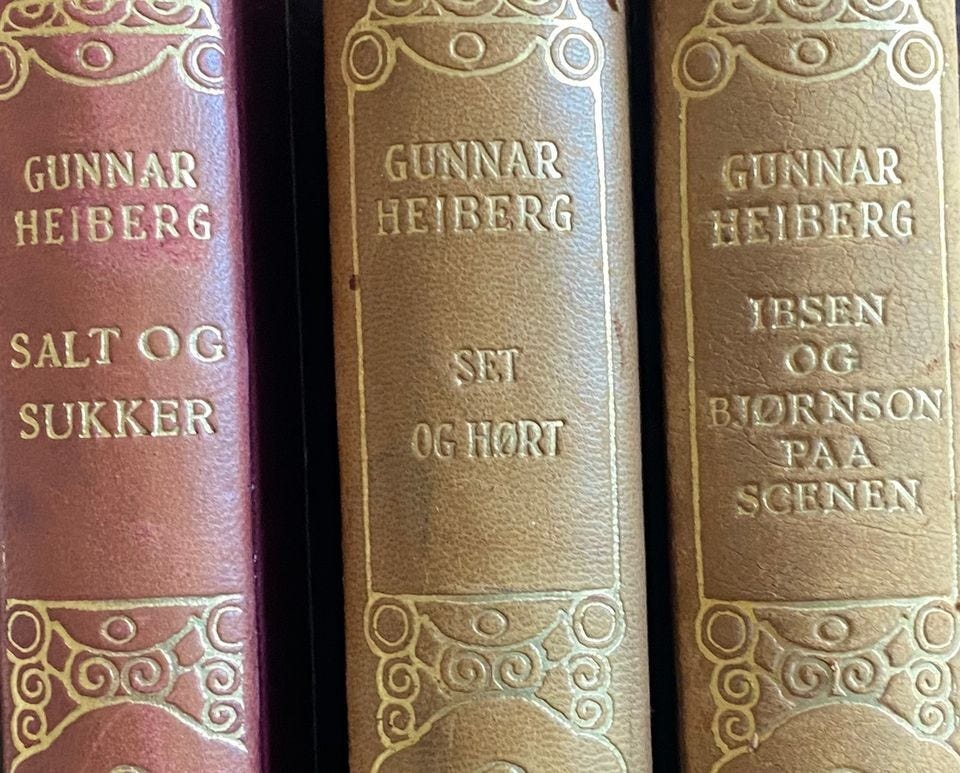 GUNNAR
HEIBERG
SALT OG
SUKKER
GUNNAR
HEIBERG
SET
OG HØRT
GUNNAR
HEIBERG
IBSEN
OG
BJØRNSON
PAA
SCENEN